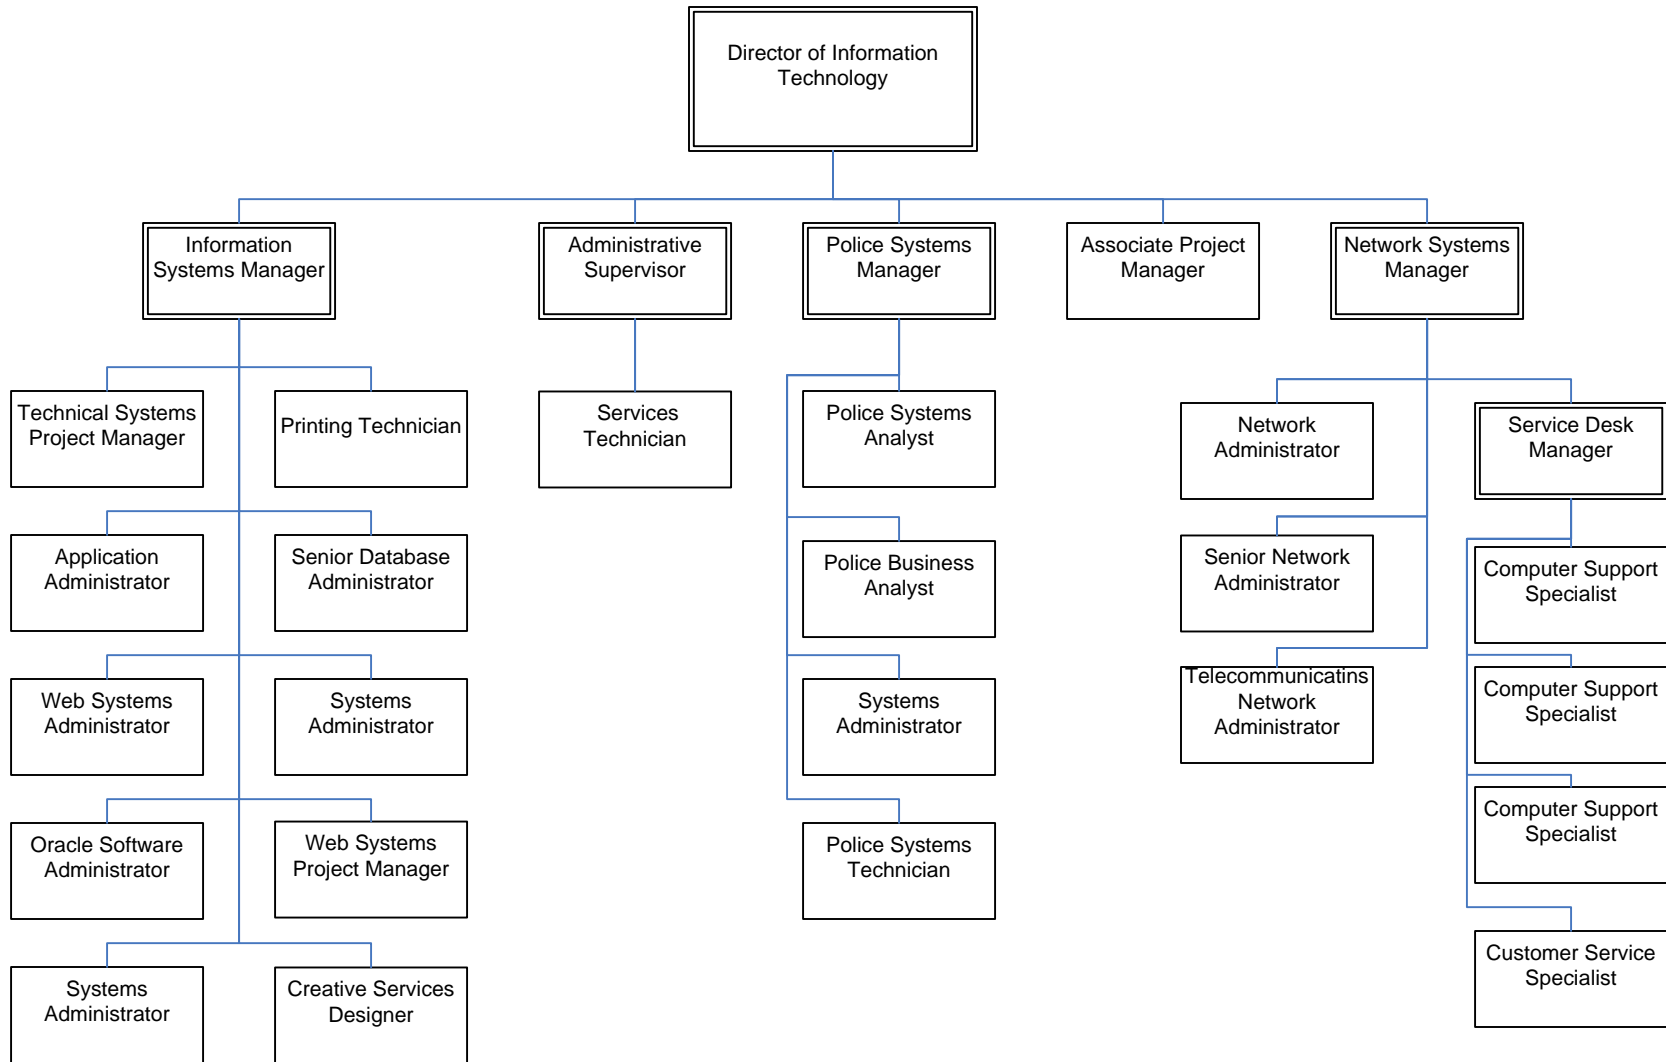 Director of Information
Technology
Information
Systems Manager
Administrative
Supervisor
Police Systems
Manager
Associate Project
Manager
Network Systems
Manager
Technical Systems
Project Manager
Printing Technician
Services
Technician
Police Systems
Analyst
Network
Administrator
Service Desk
Manager
Application
Administrator
Senior Database
Administrator
Police Business
Analyst
Senior Network
Administrator
Computer Support
Specialist
Web Systems
Administrator
Systems
Administrator
Systems
Administrator
Telecommunicatins
Network
Administrator
Computer Support
Specialist
Oracle Software
Administrator
Web Systems
Project Manager
Police Systems
Technician
Computer Support
Specialist
Systems
Administrator
Creative Services
Designer
Customer Service
Specialist